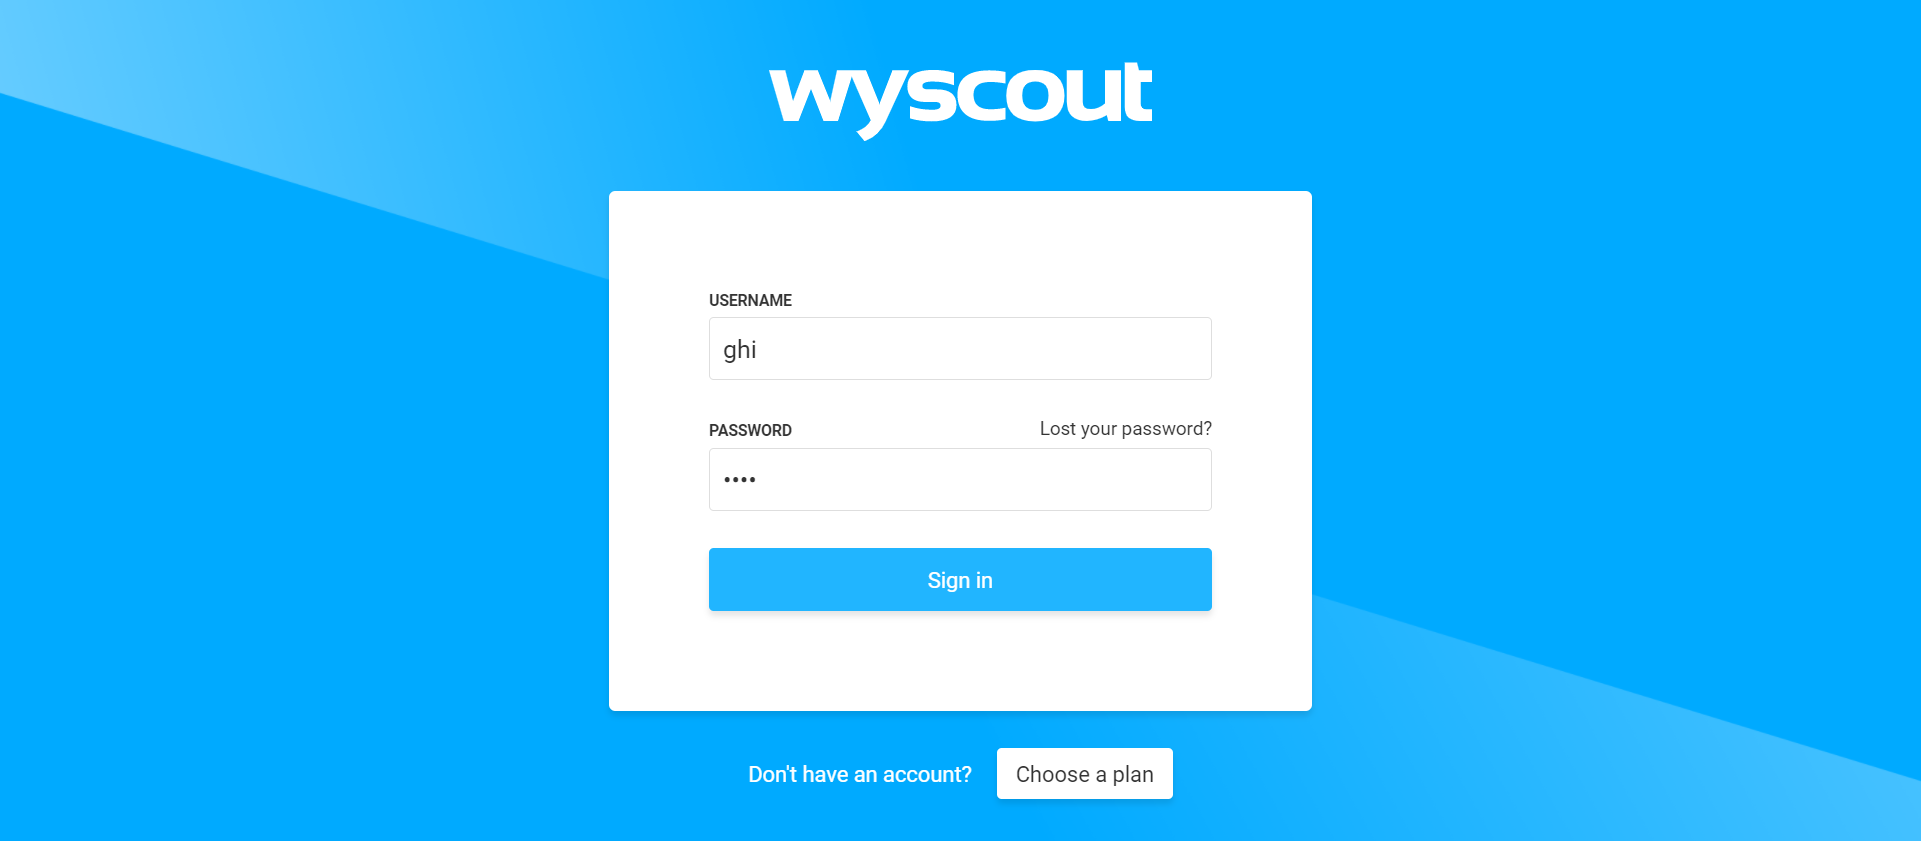 wyscout
USERNAME
ghi
PASSWORD
Lost your password?
••••
Sign in
Don't have an account?
Choose a plan